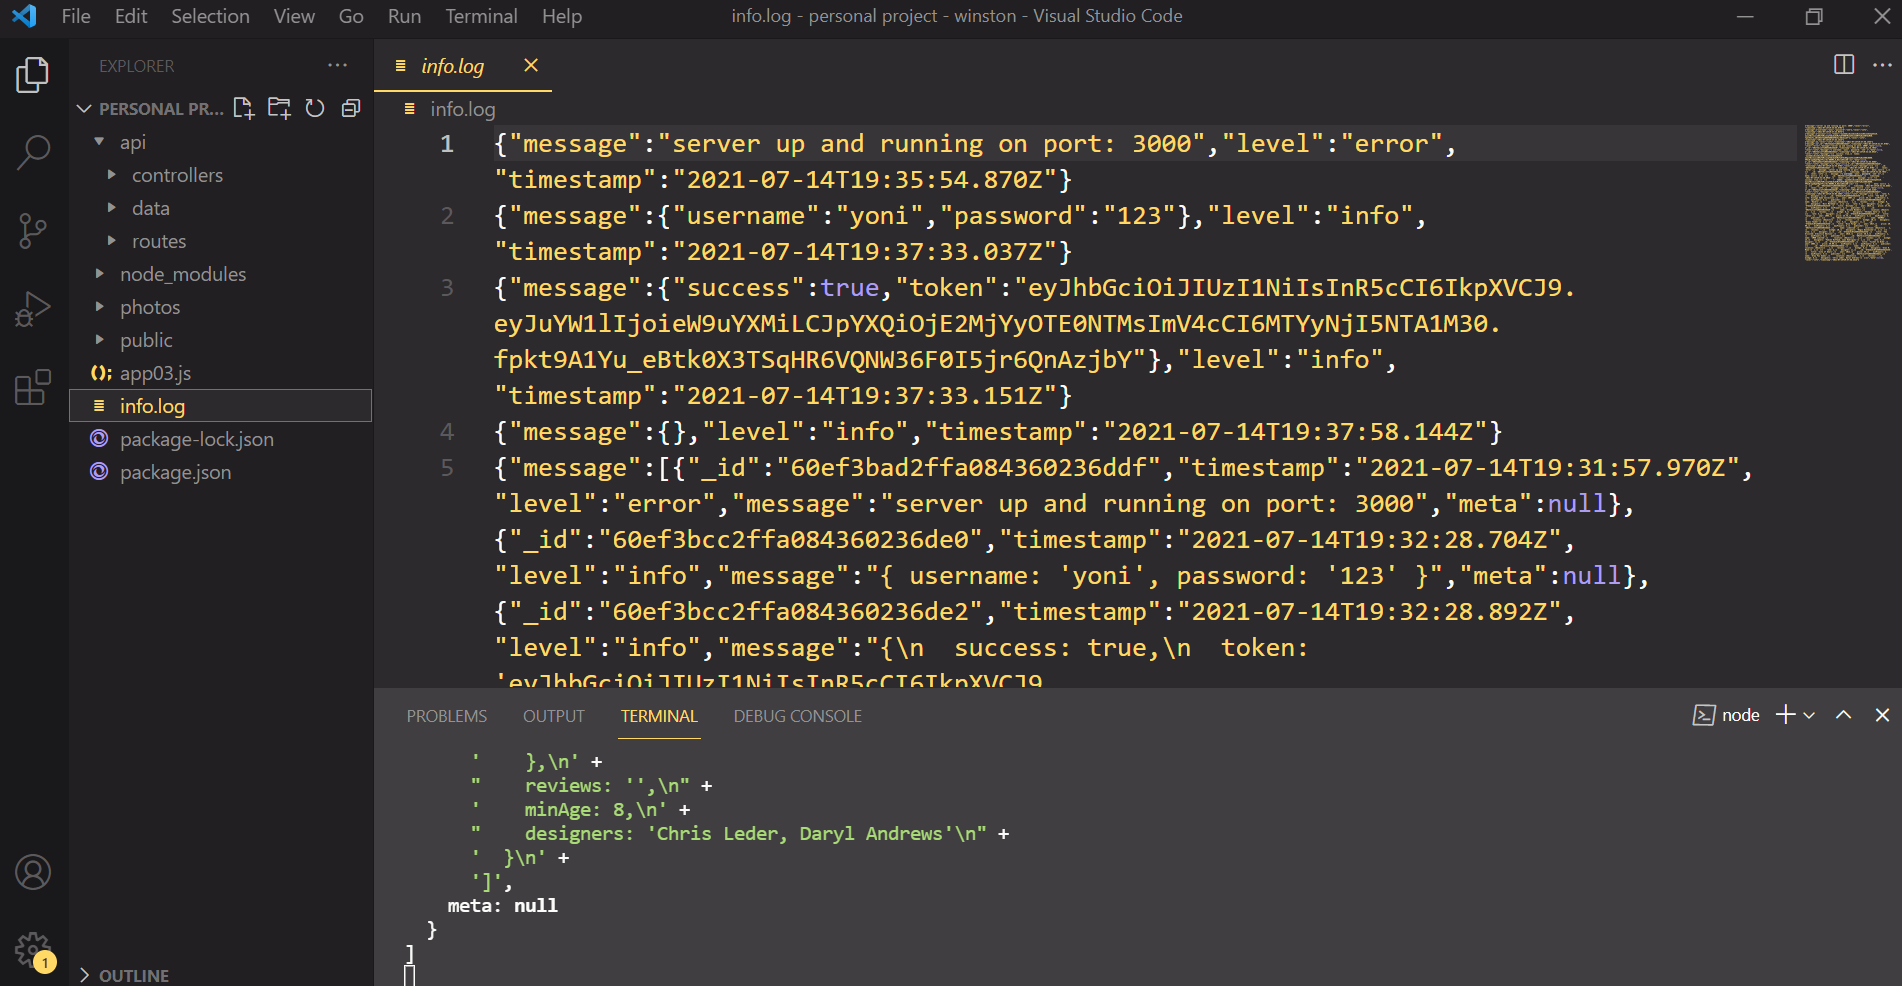 File Edit Selection View Go Run Terminal Help
info.log - personal project - winston - Visual Studio Code
EXPLORER
PERSONAL PR...
api
controllers
data
routes
node_modules
photos
public
app03.js
info.log
package-lock.json
package.json
OUTLINE
1
info.log
info.log
1 {"message":"server up and running on port: 3000","level":"error",
"timestamp":"2021-07-14T19:35:54.870Z"}
2 {"message":{"username":"yoni","password":"123"},"level":"info",
"timestamp":"2021-07-14T19:37:33.037Z"}
3 {"message":{"success":true,"token":"eyJhbGciOiJIUzI1NiIsInR5cCI6IkpXVCJ9.
eyJuYW1lIjoieW9uYXMiLCJpYXQiOjE2MjYyOTE0NTMsImV4cCI6MTYyNjI5NTA1M30.
fpkt9A1Yu_eBtk0X3TSqHR6VQNW36F0I5jr6QnAzjbY"},"level":"info",
"timestamp":"2021-07-14T19:37:33.151Z"}
4 {"message":{},"level":"info","timestamp":"2021-07-14T19:37:58.144Z"}
5 {"message":[{"_id":"60ef3bad2ffa084360236ddf","timestamp":"2021-07-14T19:31:57.970Z",
"level":"error","message":"server up and running on port: 3000","meta":null},
{"_id":"60ef3bcc2ffa084360236de0","timestamp":"2021-07-14T19:32:28.704Z",
"level":"info","message":"{ username: 'yoni', password: '123' }","meta":null},
{"_id":"60ef3bcc2ffa084360236de2","timestamp":"2021-07-14T19:32:28.892Z",
"level":"info","message":"{\n  success: true,\n  token:
'eyJhbGciOiJIUzI1NiIsInR5cCI6IkpXVCJ9.
PROBLEMS OUTPUT TERMINAL DEBUG CONSOLE
node
'    },\n' +
"    reviews: '',\n" +
'    minAge: 8,\n' +
"    designers: 'Chris Leder, Daryl Andrews'\n" +
'  }\n' +
']',
meta: null
}
]